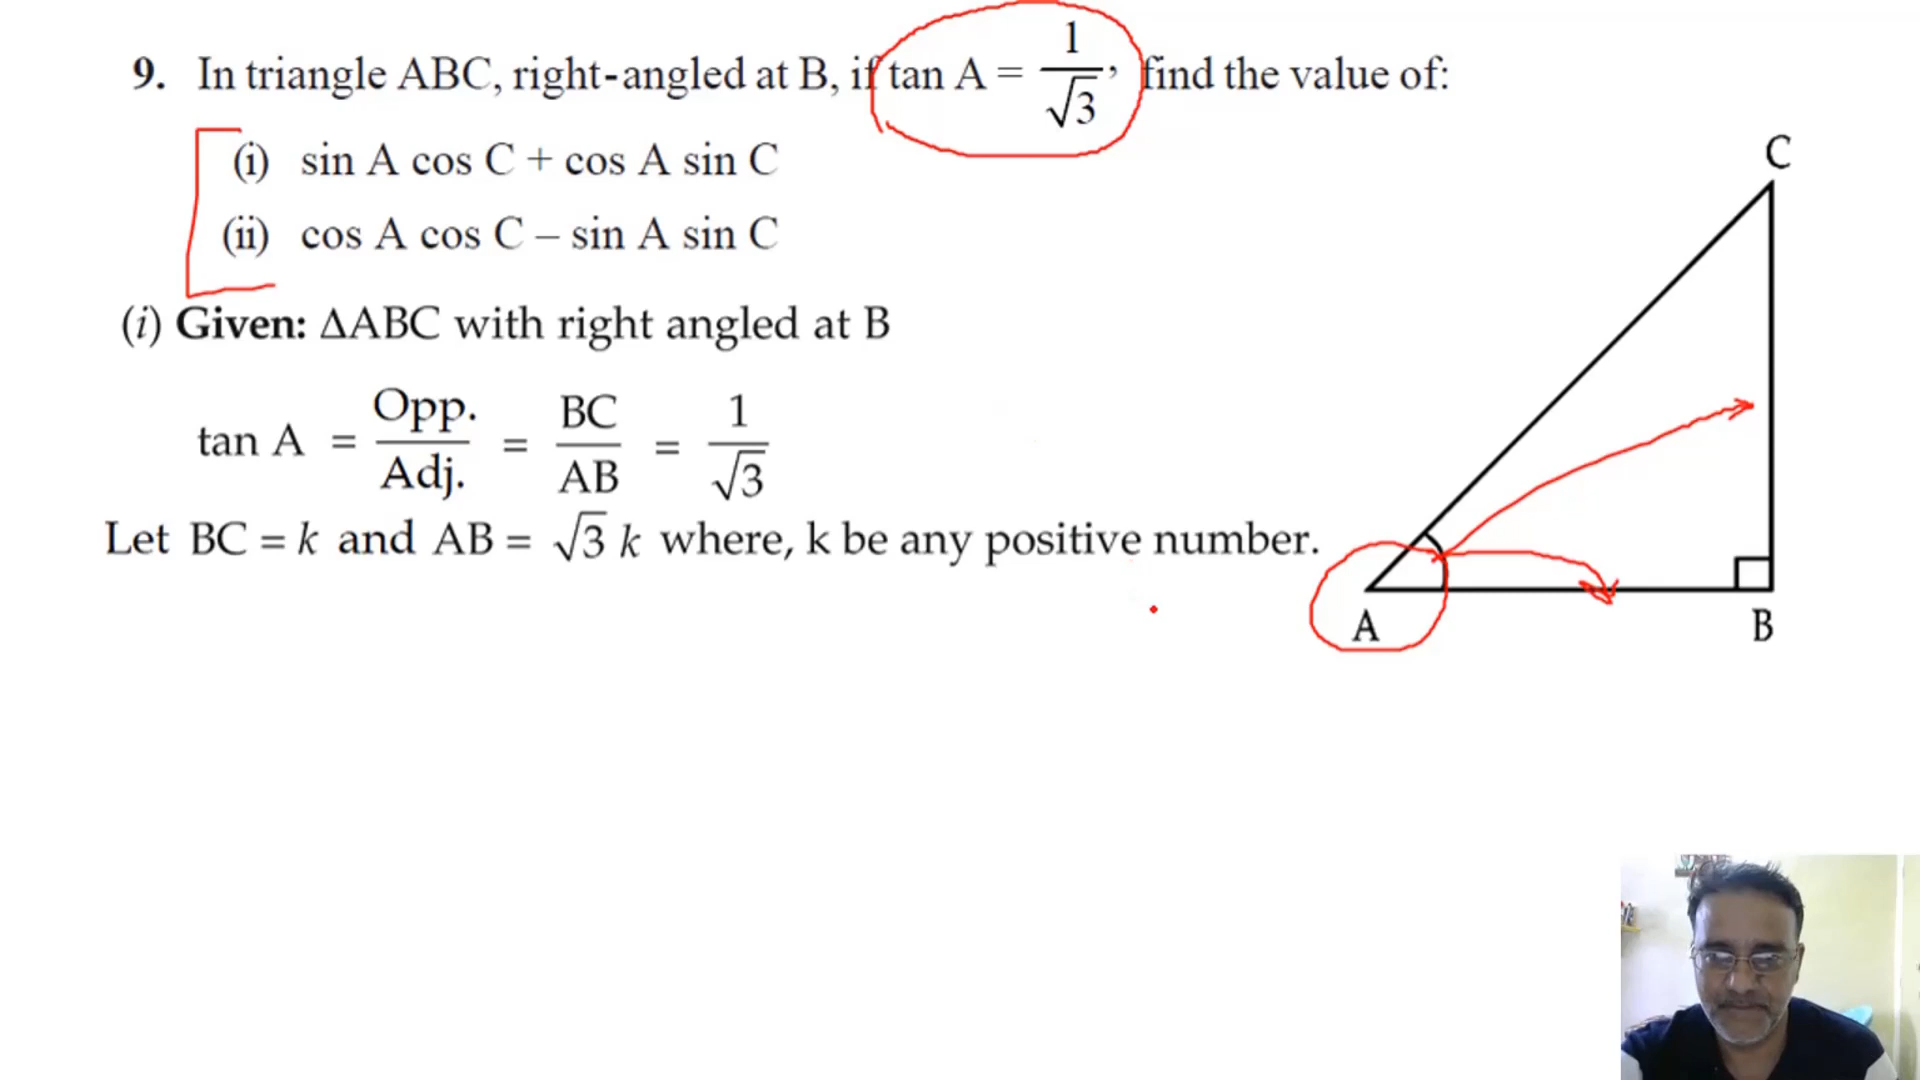 9. In triangle ABC, right-angled at B, if tan A = 1/√3, find the value of:
(i) sin A cos C + cos A sin C
(ii) cos A cos C – sin A sin C
(i) Given: ΔABC with right angled at B
tan A = Opp./Adj. = BC/AB = 1/√3
Let BC = k and AB = √3 k where, k be any positive number.
C
A
B